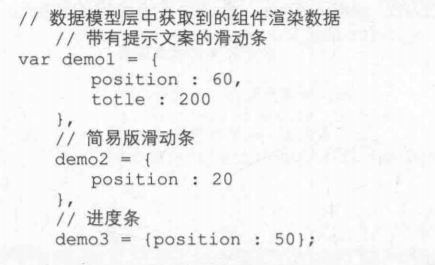 // 数据模型层中获取到的组件渲染数据
// 带有提示文案的滑动条
var demo1 = {
position : 60,
totle : 200
},
// 简易版滑动条
demo2 = {
position : 20
},
// 进度条
demo3 = {position : 50};